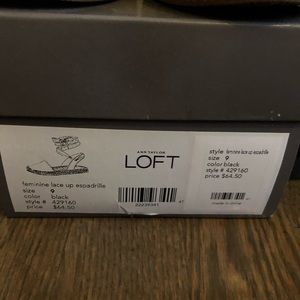 feminine lace up espadrille
size 9
color black
style # 429160
price $64.50
ANN TAYLOR
LOFT
22239341
style feminine lace up espadrille
size 9
color black
style # 429160
price $64.50
made in china